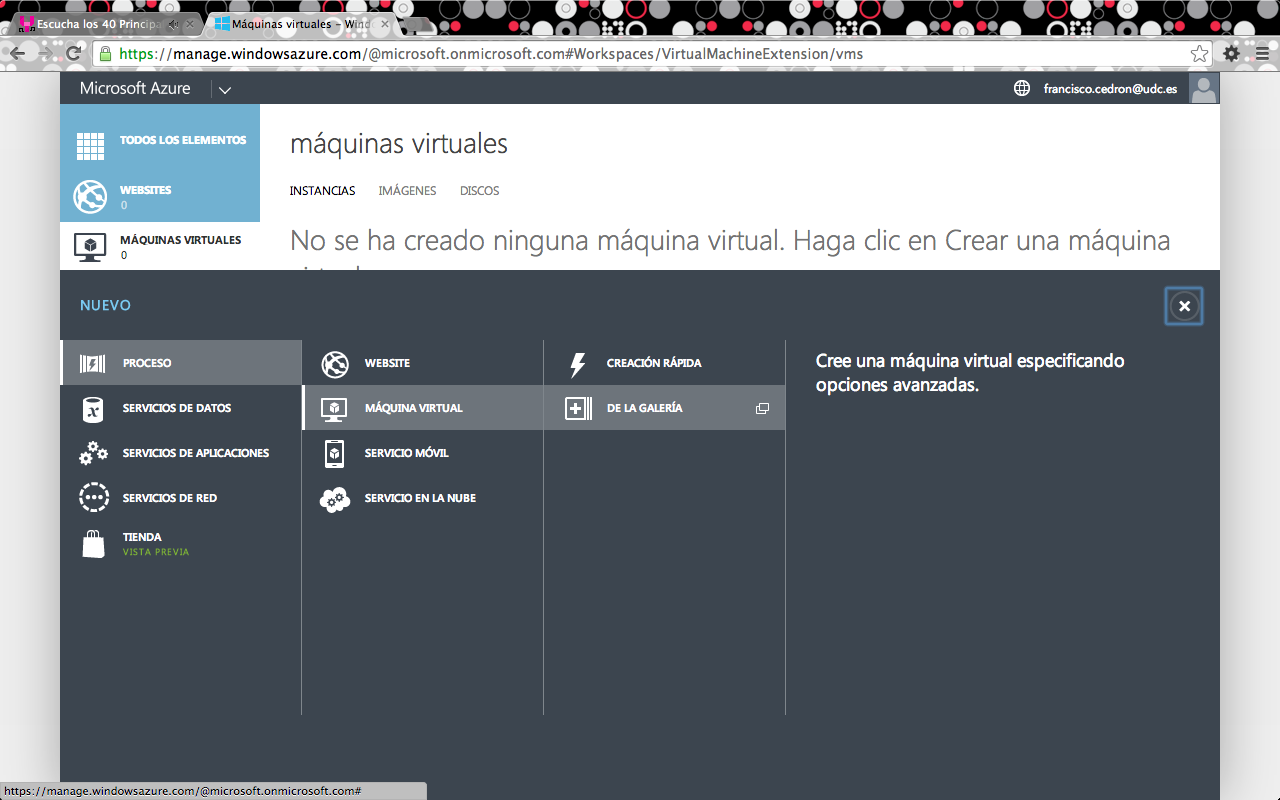 Escucha los 40 Principa
Máquinas virtuales - Wind
https://manage.windowsazure.com/@microsoft.onmicrosoft.com#Workspaces/VirtualMachineExtension/vms
Microsoft Azure
francisco.cedron@udc.es
TODOS LOS ELEMENTOS
WEBSITES
0
MÁQUINAS VIRTUALES
0
máquinas virtuales
INSTANCIAS IMÁGENES DISCOS
No se ha creado ninguna máquina virtual. Haga clic en Crear una máquina
NUEVO
PROCESO
SERVICIOS DE DATOS
SERVICIOS DE APLICACIONES
SERVICIOS DE RED
TIENDA
VISTA PREVIA
WEBSITE
MÁQUINA VIRTUAL
SERVICIO MÓVIL
SERVICIO EN LA NUBE
CREACIÓN RÁPIDA
DE LA GALERÍA
Cree una máquina virtual especificando
opciones avanzadas.
https://manage.windowsazure.com/@microsoft.onmicrosoft.com#